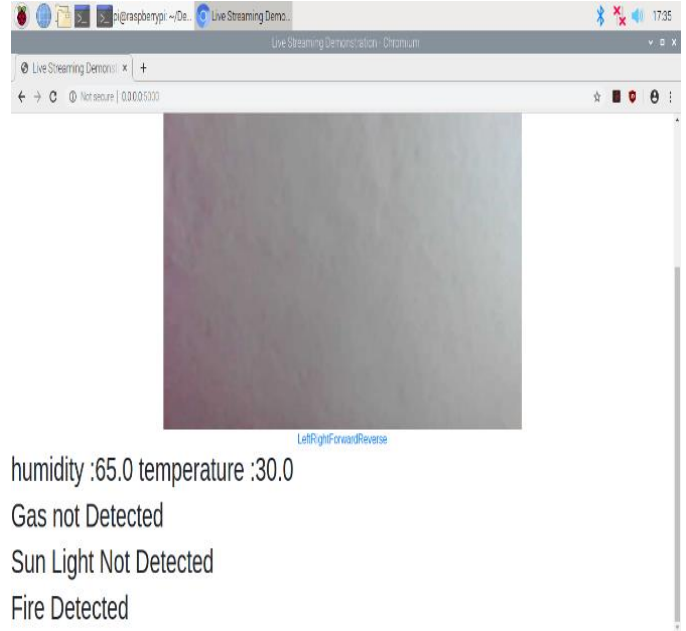 pi@raspberrypi: ~/De..
Live Streaming Demo..
17:35
Live Streaming Demonstration - Chromium
Live Streaming Demonst
Not secure | 0.0.0.0:5000
LeftRightForwardReverse
humidity :65.0 temperature :30.0
Gas not Detected
Sun Light Not Detected
Fire Detected